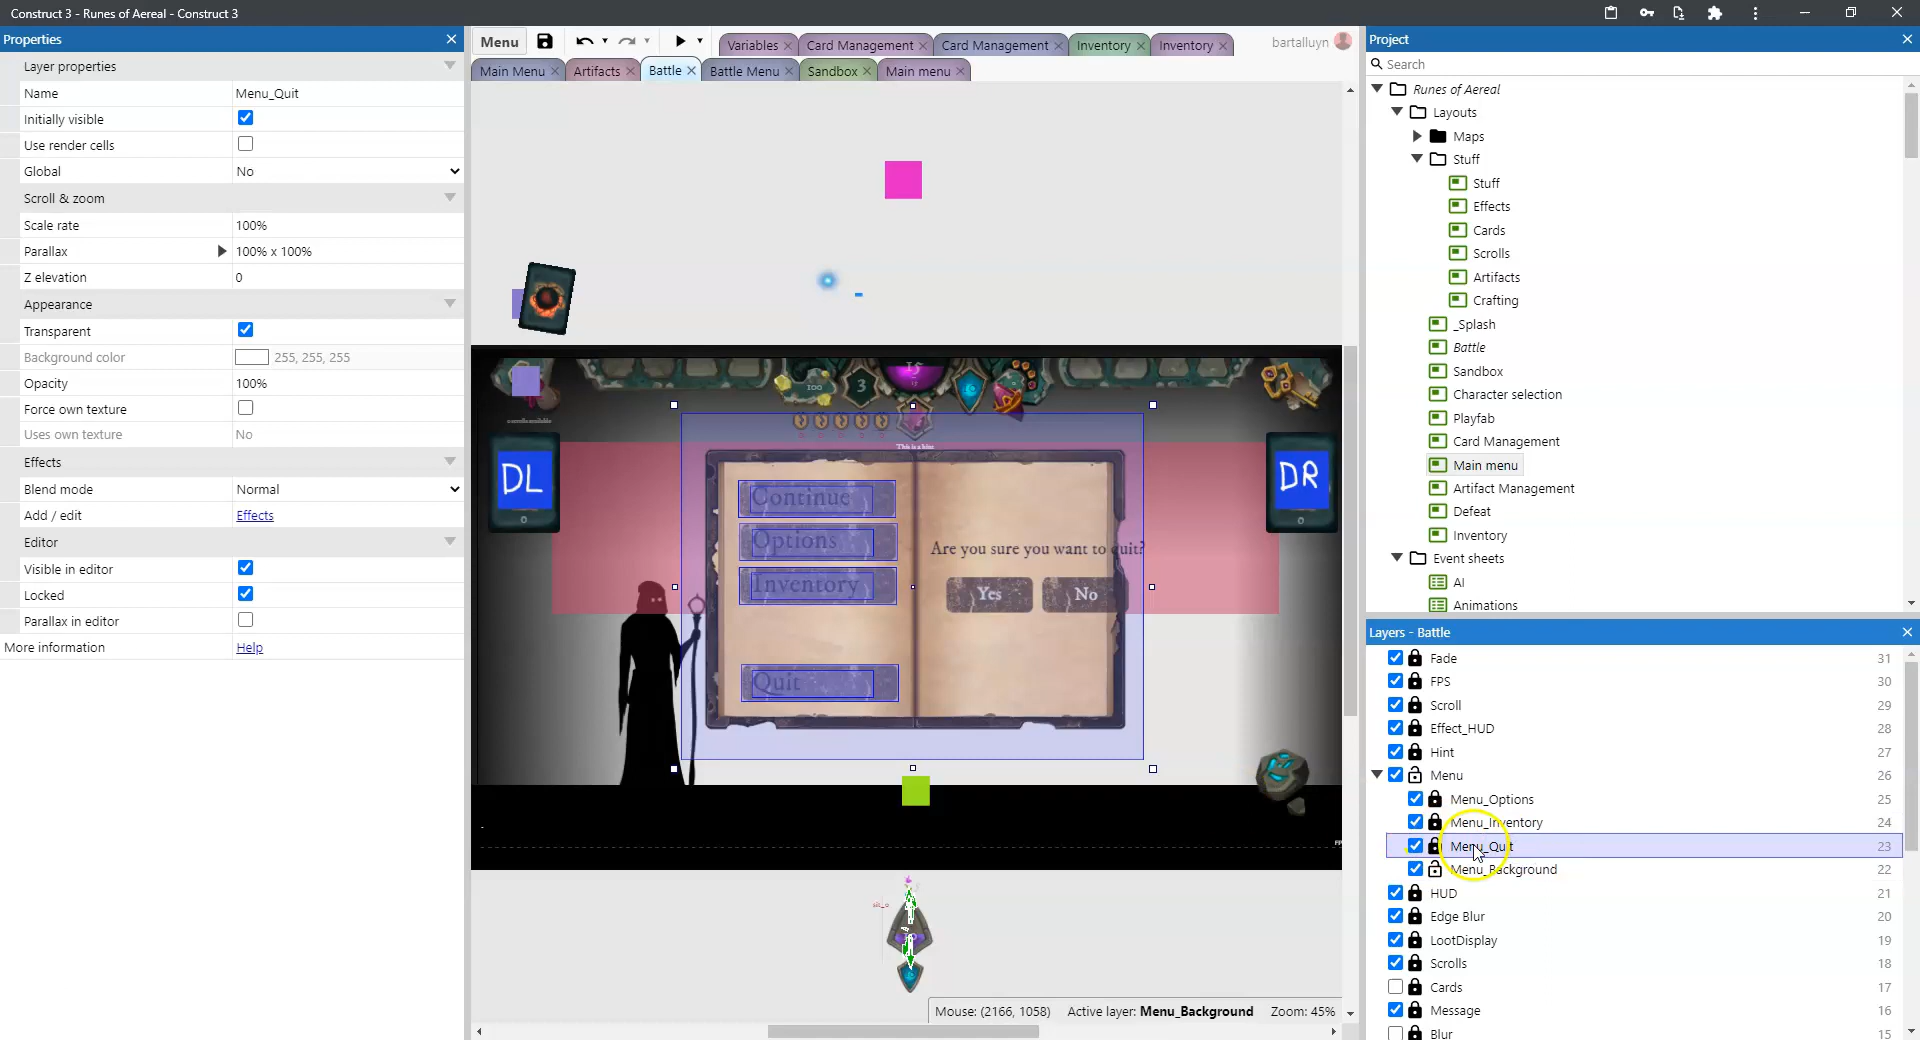 Construct 3 - Runes of Aereal - Construct 3
Properties
Layer properties
Name Menu_Quit
Initially visible
Use render cells
Global No
Scroll & zoom
Scale rate 100%
Parallax 100% x 100%
Z elevation 0
Appearance
Transparent
Background color 255, 255, 255
Opacity 100%
Force own texture
Uses own texture No
Effects
Blend mode Normal
Add / edit Effects
Editor
Visible in editor
Locked
Parallax in editor
More information Help
Menu
Variables
Card Management
Card Management
Inventory
Inventory
bartalluyn
Main Menu
Artifacts
Battle
Battle Menu
Sandbox
Main menu
100
3
15
This is a hint
DL
0
DR
0
Continue
Options
Inventory
Quit
Are you sure you want to quit?
Yes No
Mouse: (2166, 1058) Active layer: Menu_Background Zoom: 45%
Project
Search
Runes of Aereal
Layouts
Maps
Stuff
Stuff
Effects
Cards
Scrolls
Artifacts
Crafting
_Splash
Battle
Sandbox
Character selection
Playfab
Card Management
Main menu
Artifact Management
Defeat
Inventory
Event sheets
AI
Animations
Layers - Battle
Fade 31
FPS 30
Scroll 29
Effect_HUD 28
Hint 27
Menu 26
Menu_Options 25
Menu_Inventory 24
Menu_Quit 23
Menu_Background 22
HUD 21
Edge Blur 20
LootDisplay 19
Scrolls 18
Cards 17
Message 16
Blur 15